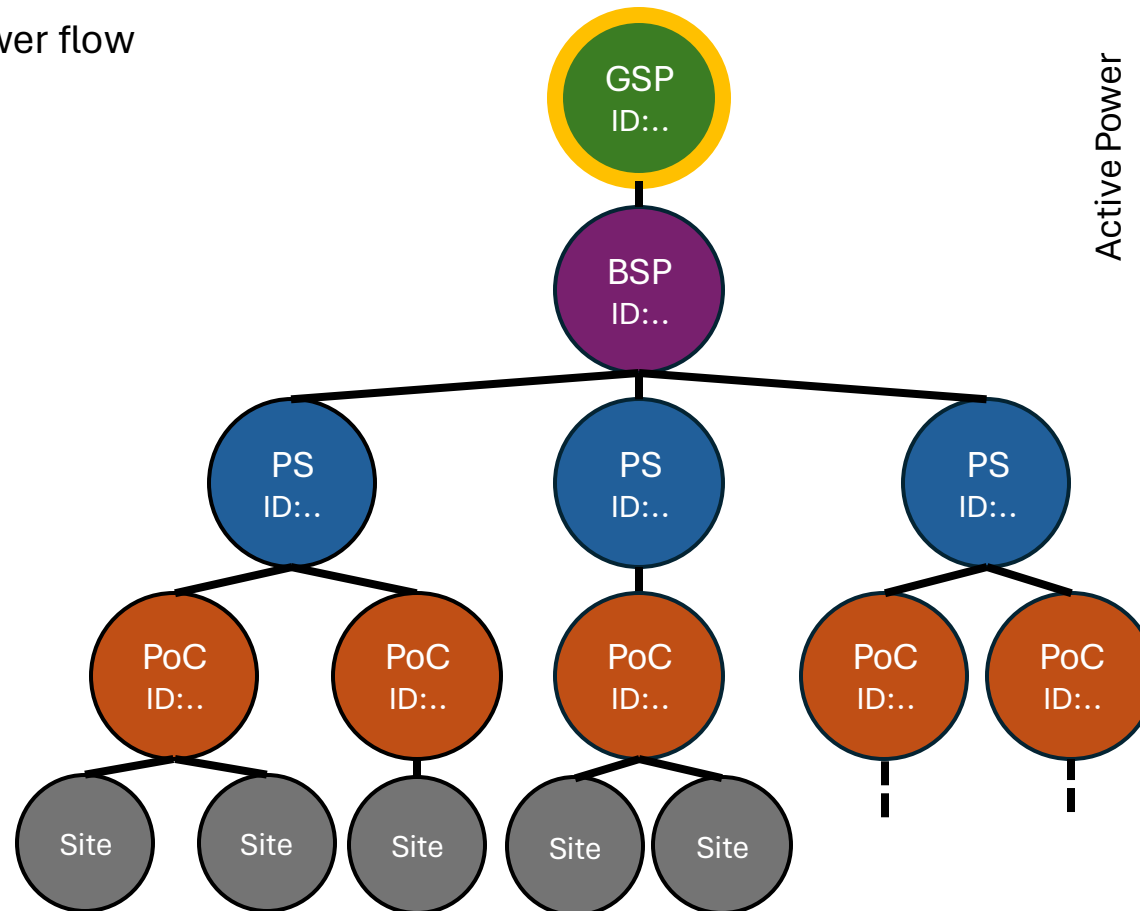 wer flow
GSP
ID:..
Active Power
BSP
ID:..
PS
ID:..
PS
ID:..
PS
ID:..
PoC
ID:..
PoC
ID:..
PoC
ID:..
PoC
ID:..
PoC
ID:..
Site
Site
Site
Site
Site